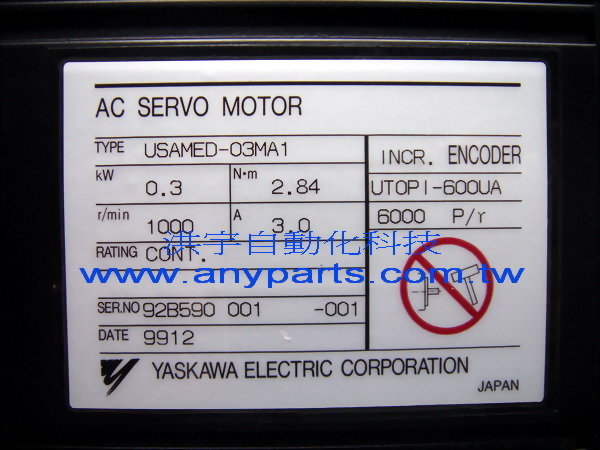 AC SERVO MOTOR
TYPE USAMED-03MA1
INCR. ENCODER
kW 0.3 N·m 2.84
UTOPI-600UA
r/min 1000 A 3.0
6000 P/r
洪宇自動化科技
RATING CONT.
www.anyparts.com.tw
SER.NO 92B590 001 -001
DATE 9912
YASKAWA ELECTRIC CORPORATION
JAPAN